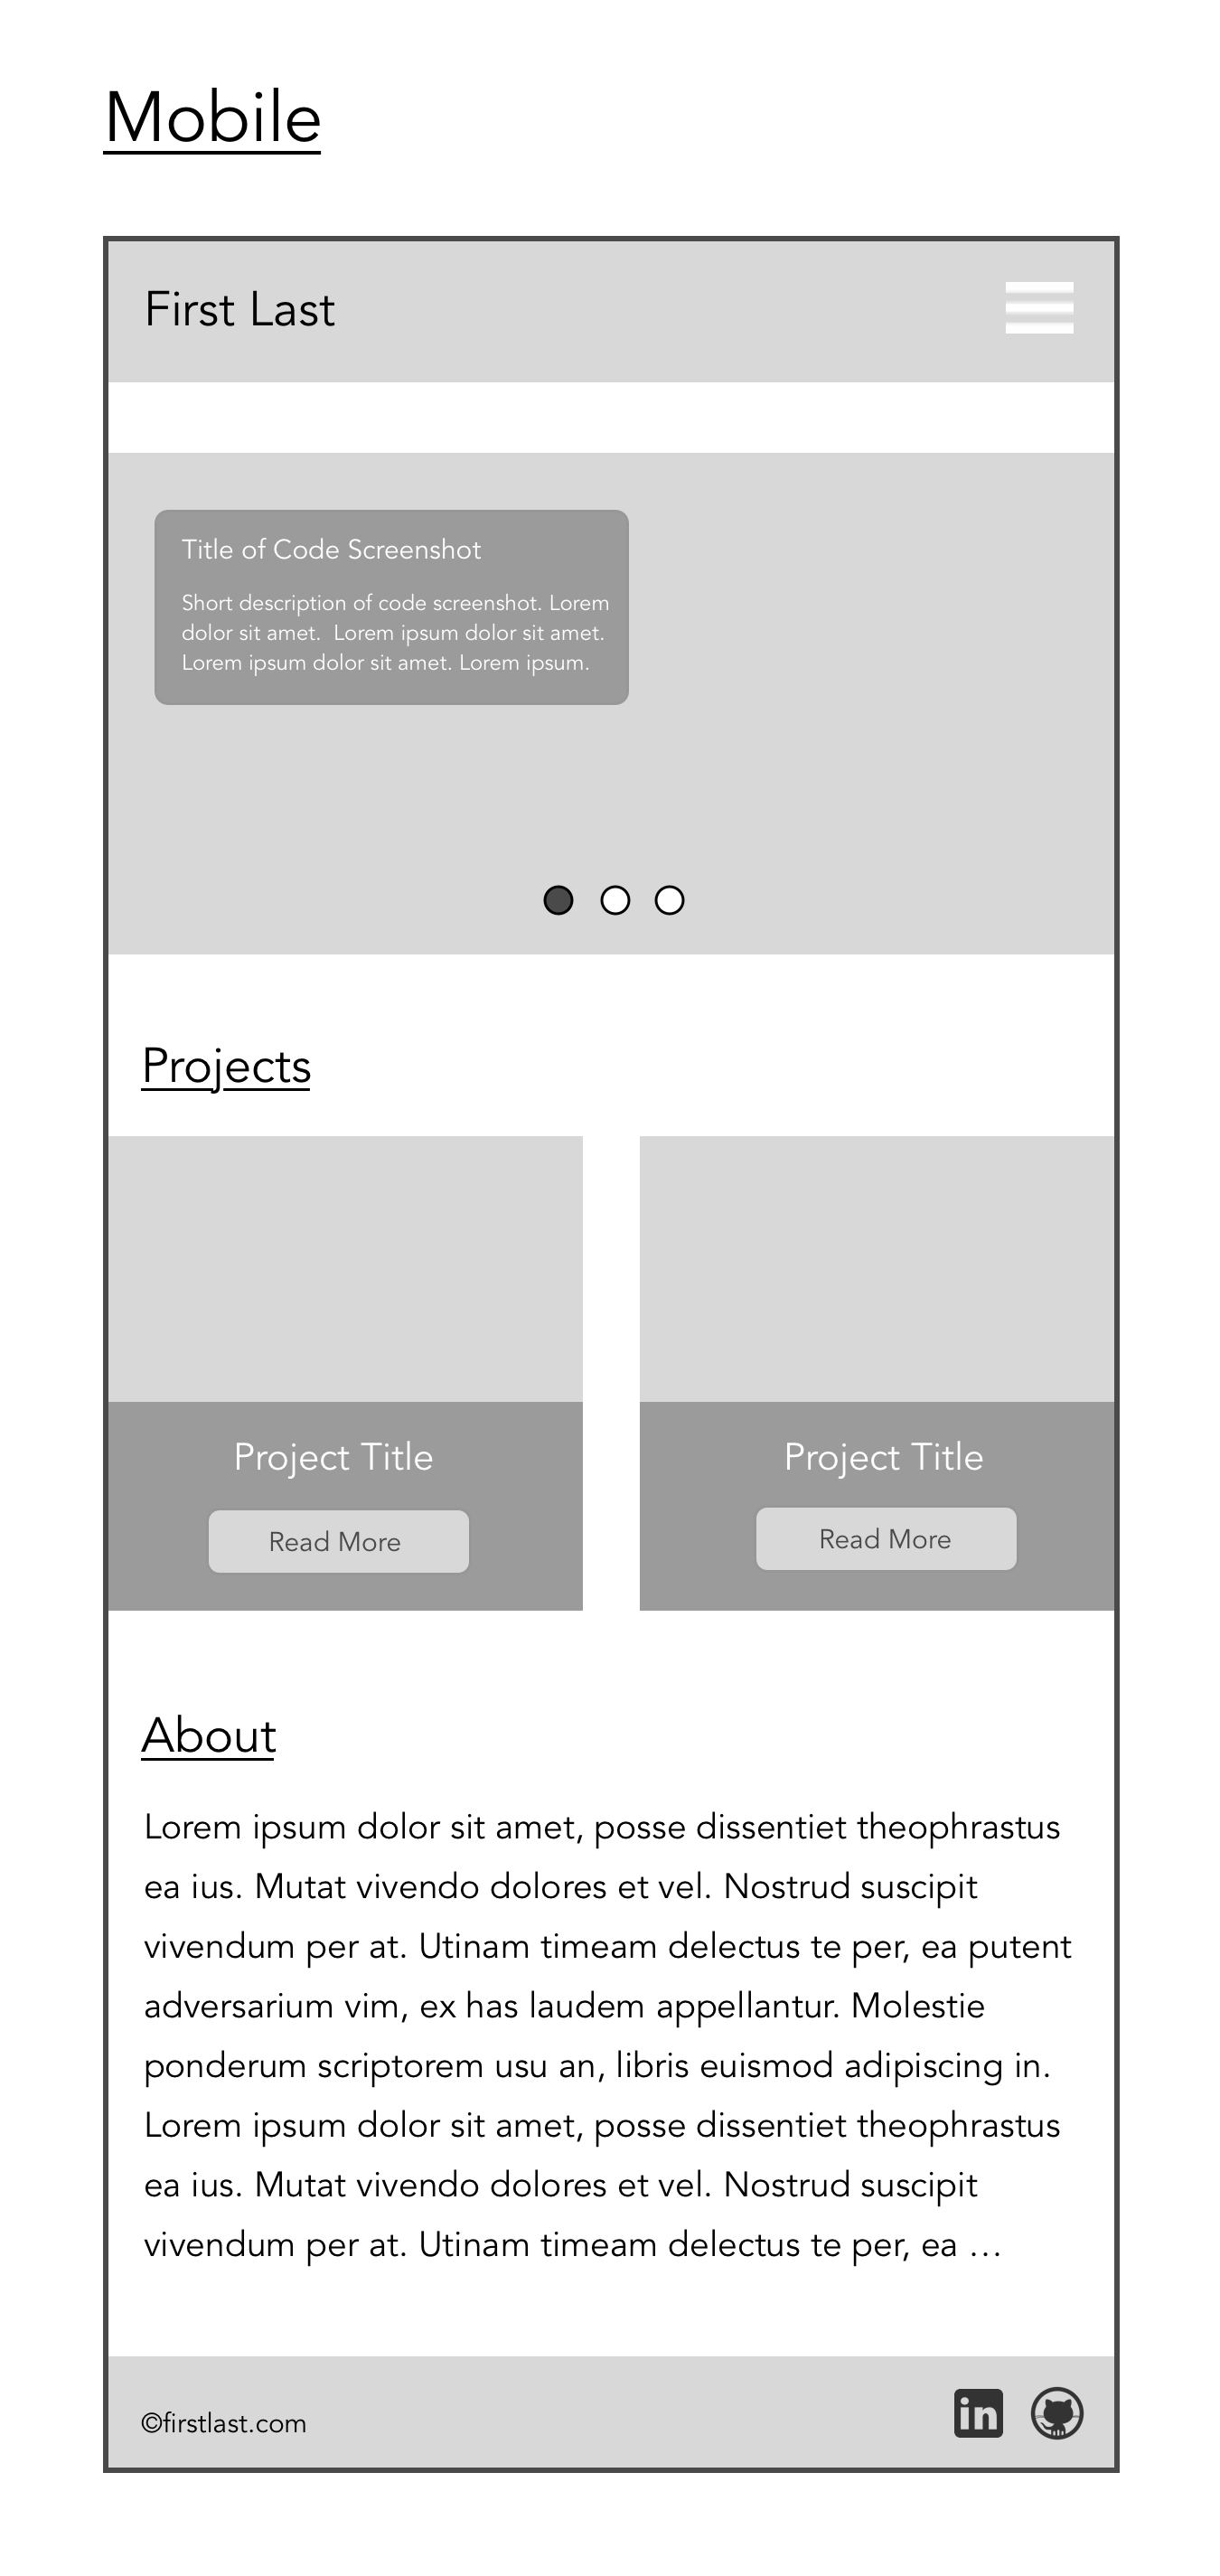 Mobile
First Last
Title of Code Screenshot
Short description of code screenshot. Lorem
dolor sit amet.  Lorem ipsum dolor sit amet.
Lorem ipsum dolor sit amet. Lorem ipsum.
Projects
Project Title
Read More
Project Title
Read More
About
Lorem ipsum dolor sit amet, posse dissentiet theophrastus
ea ius. Mutat vivendo dolores et vel. Nostrud suscipit
vivendum per at. Utinam timeam delectus te per, ea putent
adversarium vim, ex has laudem appellantur. Molestie
ponderum scriptorem usu an, libris euismod adipiscing in.
Lorem ipsum dolor sit amet, posse dissentiet theophrastus
ea ius. Mutat vivendo dolores et vel. Nostrud suscipit
vivendum per at. Utinam timeam delectus te per, ea …
©firstlast.com
in